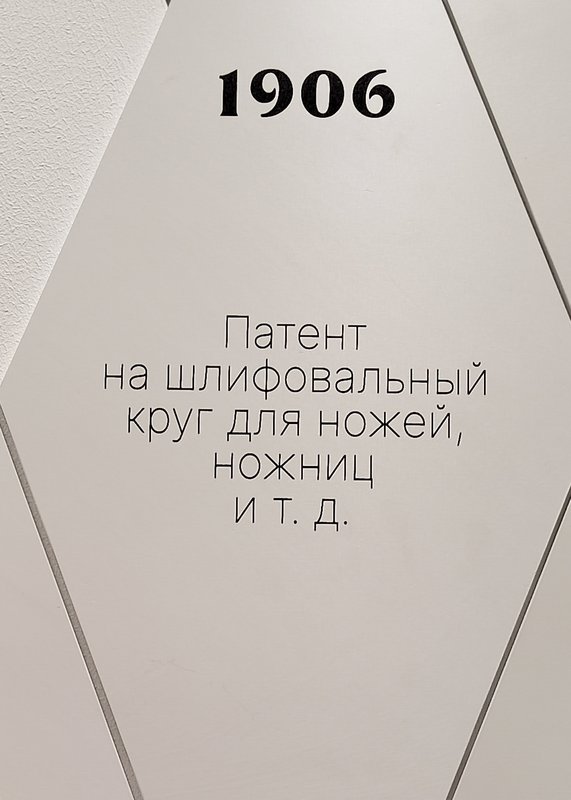 1906
Патент
на шлифовальный
круг для ножей,
ножниц
и т. д.